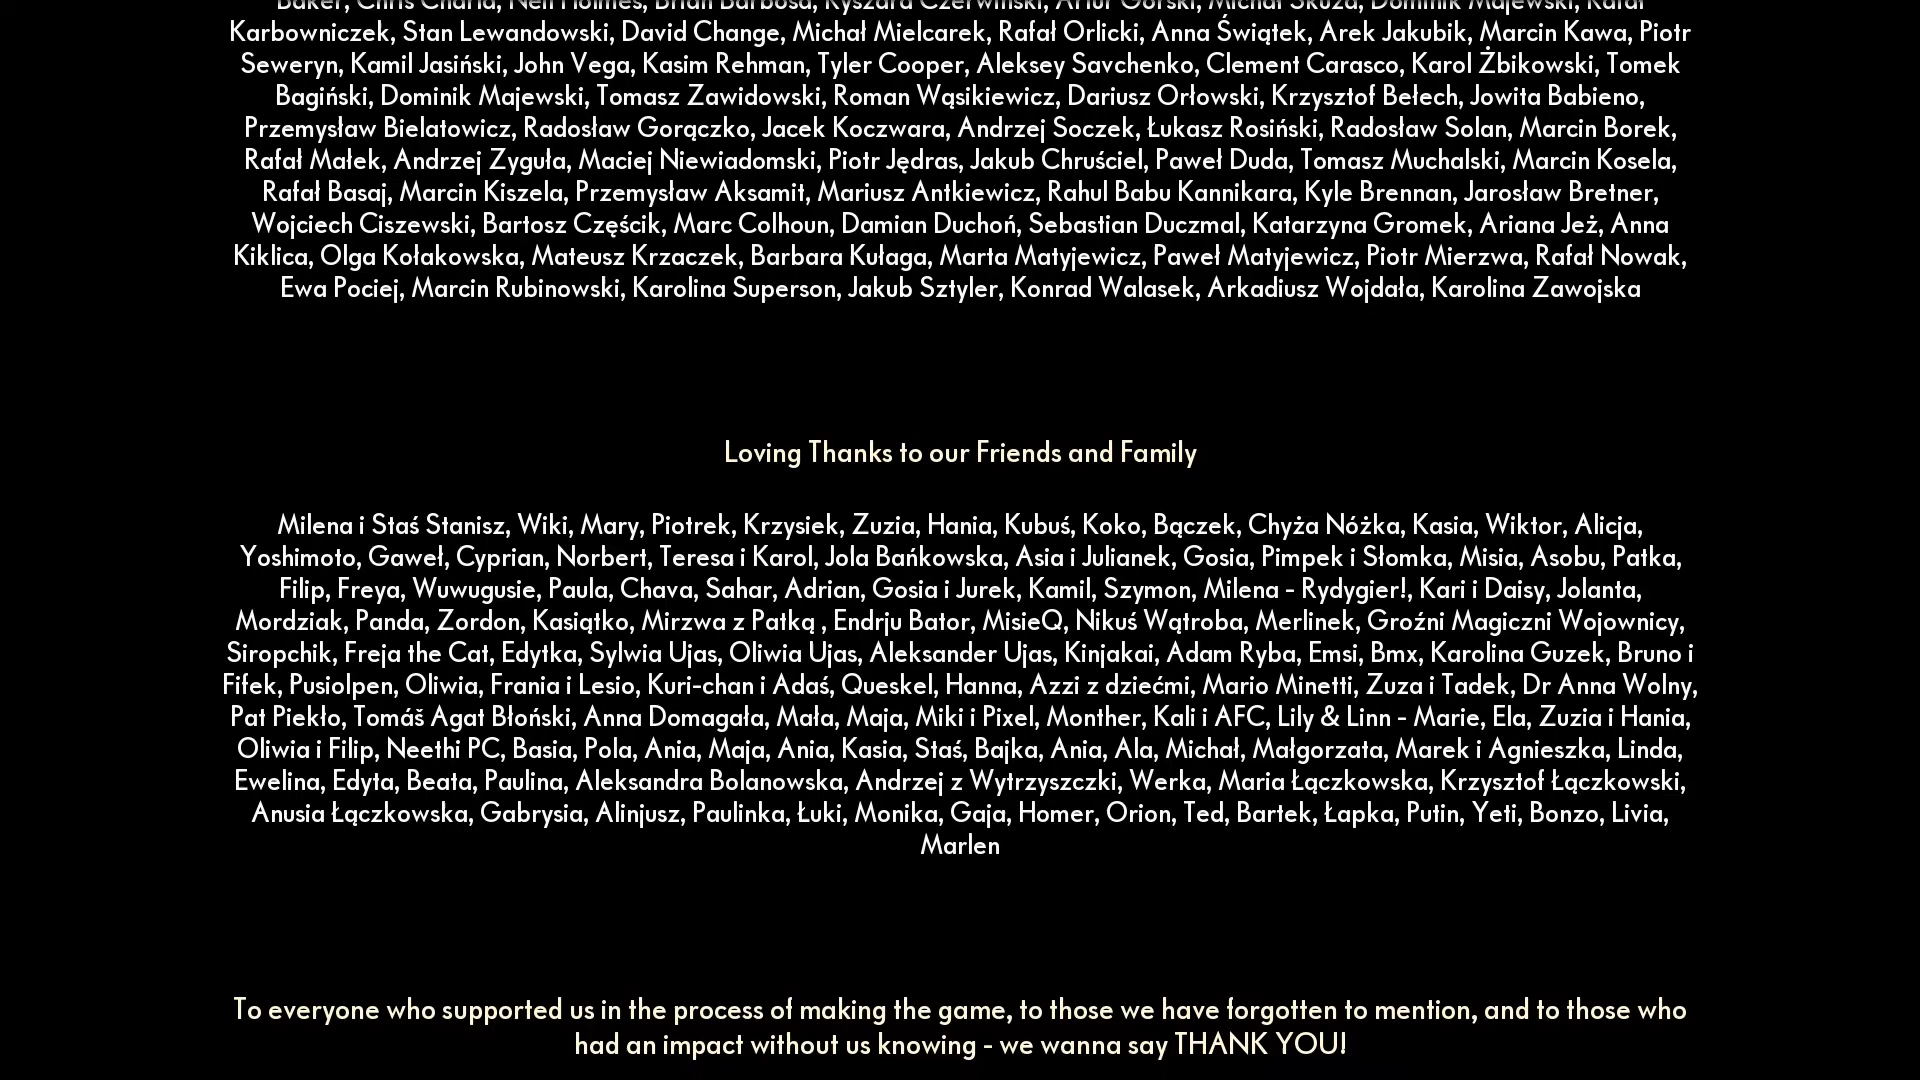 Baker, Chris Charla, Neil Holmes, Brian Barbosa, Ryszard Czerwiński, Artur Górski, Michał Skuza, Dominik Majewski, Rafał
Karbowniczek, Stan Lewandowski, David Change, Michał Mielcarek, Rafał Orlicki, Anna Świątek, Arek Jakubik, Marcin Kawa, Piotr
Seweryn, Kamil Jasiński, John Vega, Kasim Rehman, Tyler Cooper, Aleksey Savchenko, Clement Carasco, Karol Żbikowski, Tomek
Bagiński, Dominik Majewski, Tomasz Zawidowski, Roman Wąsikiewicz, Dariusz Orłowski, Krzysztof Bełech, Jowita Babieno,
Przemysław Bielatowicz, Radosław Gorączko, Jacek Koczwara, Andrzej Soczek, Łukasz Rosiński, Radosław Solan, Marcin Borek,
Rafał Małek, Andrzej Zyguła, Maciej Niewiadomski, Piotr Jędras, Jakub Chruściel, Paweł Duda, Tomasz Muchalski, Marcin Kosela,
Rafał Basaj, Marcin Kiszela, Przemysław Aksamit, Mariusz Antkiewicz, Rahul Babu Kannikara, Kyle Brennan, Jarosław Bretner,
Wojciech Ciszewski, Bartosz Częścik, Marc Colhoun, Damian Duchoń, Sebastian Duczmal, Katarzyna Gromek, Ariana Jeż, Anna
Kiklica, Olga Kołakowska, Mateusz Krzaczek, Barbara Kułaga, Marta Matyjewicz, Paweł Matyjewicz, Piotr Mierzwa, Rafał Nowak,
Ewa Pociej, Marcin Rubinowski, Karolina Superson, Jakub Sztyler, Konrad Walasek, Arkadiusz Wojdała, Karolina Zawojska
Loving Thanks to our Friends and Family
Milena i Staś Stanisz, Wiki, Mary, Piotrek, Krzysiek, Zuzia, Hania, Kubuś, Koko, Bączek, Chyża Nóżka, Kasia, Wiktor, Alicja,
Yoshimoto, Gaweł, Cyprian, Norbert, Teresa i Karol, Jola Bańkowska, Asia i Julianek, Gosia, Pimpek i Słomka, Misia, Asobu, Patka,
Filip, Freya, Wuwugusie, Paula, Chava, Sahar, Adrian, Gosia i Jurek, Kamil, Szymon, Milena - Rydygier!, Kari i Daisy, Jolanta,
Mordziak, Panda, Zordon, Kasiątko, Mirzwa z Patką , Endrju Bator, MisieQ, Nikuś Wątroba, Merlinek, Groźni Magiczni Wojownicy,
Siropchik, Freja the Cat, Edytka, Sylwia Ujas, Oliwia Ujas, Aleksander Ujas, Kinjakai, Adam Ryba, Emsi, Bmx, Karolina Guzek, Bruno i
Fifek, Pusiolpen, Oliwia, Frania i Lesio, Kuri-chan i Adaś, Queskel, Hanna, Azzi z dziećmi, Mario Minetti, Zuza i Tadek, Dr Anna Wolny,
Pat Piekło, Tomáš Agat Błoński, Anna Domagała, Mała, Maja, Miki i Pixel, Monther, Kali i AFC, Lily & Linn - Marie, Ela, Zuzia i Hania,
Oliwia i Filip, Neethi PC, Basia, Pola, Ania, Maja, Ania, Kasia, Staś, Bajka, Ania, Ala, Michał, Małgorzata, Marek i Agnieszka, Linda,
Ewelina, Edyta, Beata, Paulina, Aleksandra Bolanowska, Andrzej z Wytrzyszczki, Werka, Maria Łączkowska, Krzysztof Łączkowski,
Anusia Łączkowska, Gabrysia, Alinjusz, Paulinka, Łuki, Monika, Gaja, Homer, Orion, Ted, Bartek, Łapka, Putin, Yeti, Bonzo, Livia,
Marlen
To everyone who supported us in the process of making the game, to those we have forgotten to mention, and to those who
had an impact without us knowing - we wanna say THANK YOU!